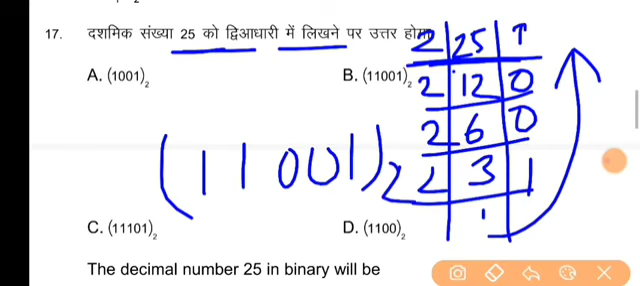 17. दशमिक संख्या 25 को द्विआधारी में लिखने पर उत्तर
A. (1001)₂
B. (11001)₂
C. (11101)₂
D. (1100)₂
The decimal number 25 in binary will be
2 25 ↑
2 12 0
2 6 0
2 3 1
1
(11001)₂